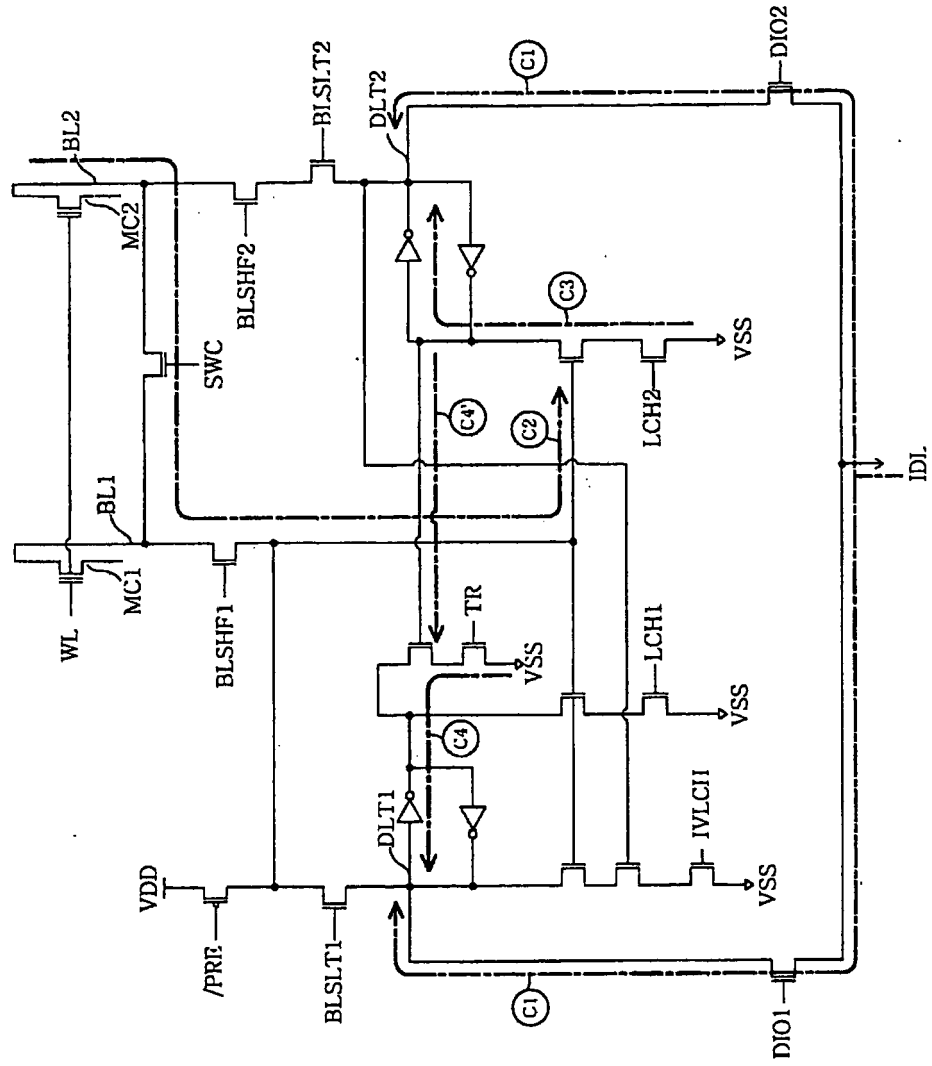 BL2
MC2
BLSHF2
BLSLT2
DLT2
C1
DIO2
SWC
C3
C4'
C2
LCH2
VSS
BL1
WL
MC1
BLSHF1
TR
VSS
LCH1
VSS
C4
IDL
VDD
/PRE
BLSLT1
DLT1
IVLCH
VSS
C1
DIO1